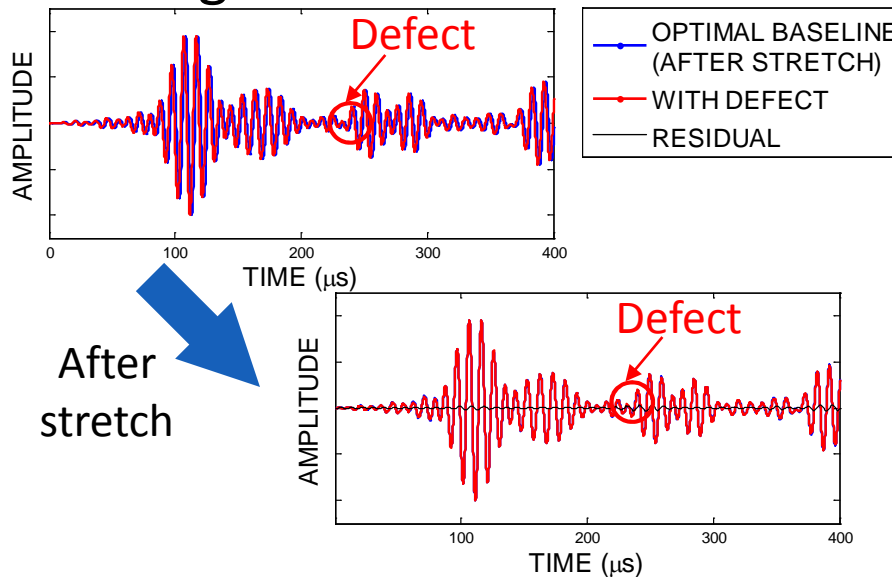 Defect
AMPLITUDE
0
100
200
300
400
TIME (μs)
OPTIMAL BASELINE
(AFTER STRETCH)
WITH DEFECT
RESIDUAL
After
stretch
Defect
AMPLITUDE
100
200
300
400
TIME (μs)